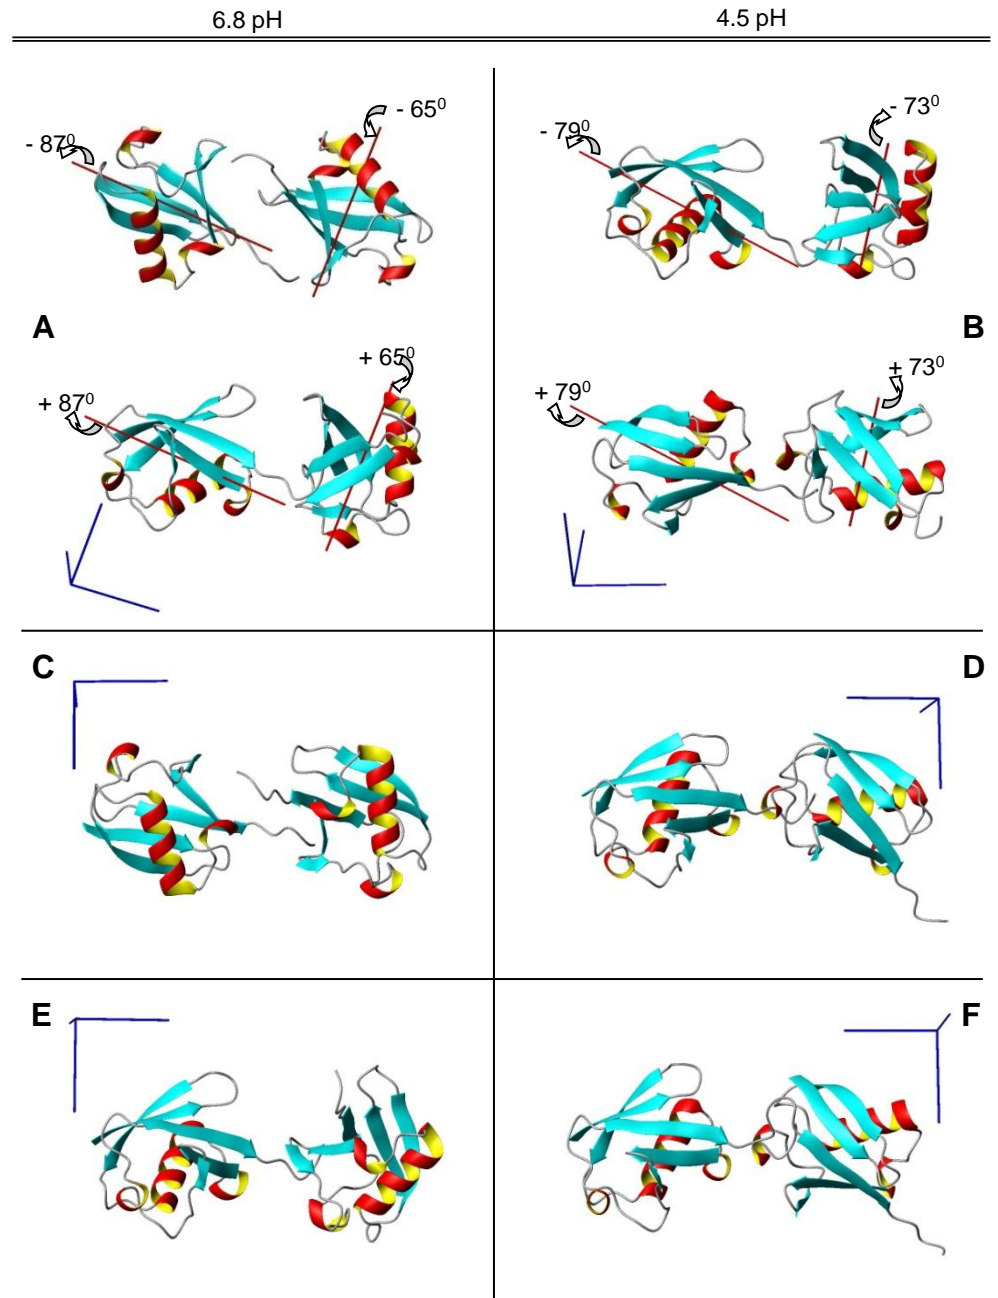 6.8 pH 4.5 pH
- 87⁰ - 65⁰ - 79⁰ - 73⁰
A B
+ 87⁰ + 65⁰ + 79⁰ + 73⁰
C D
E F